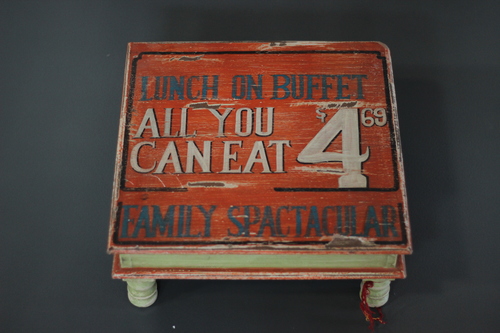 LUNCH ON BUFFET
ALL YOU
CAN EAT $4.69
FAMILY SPACTACULAR